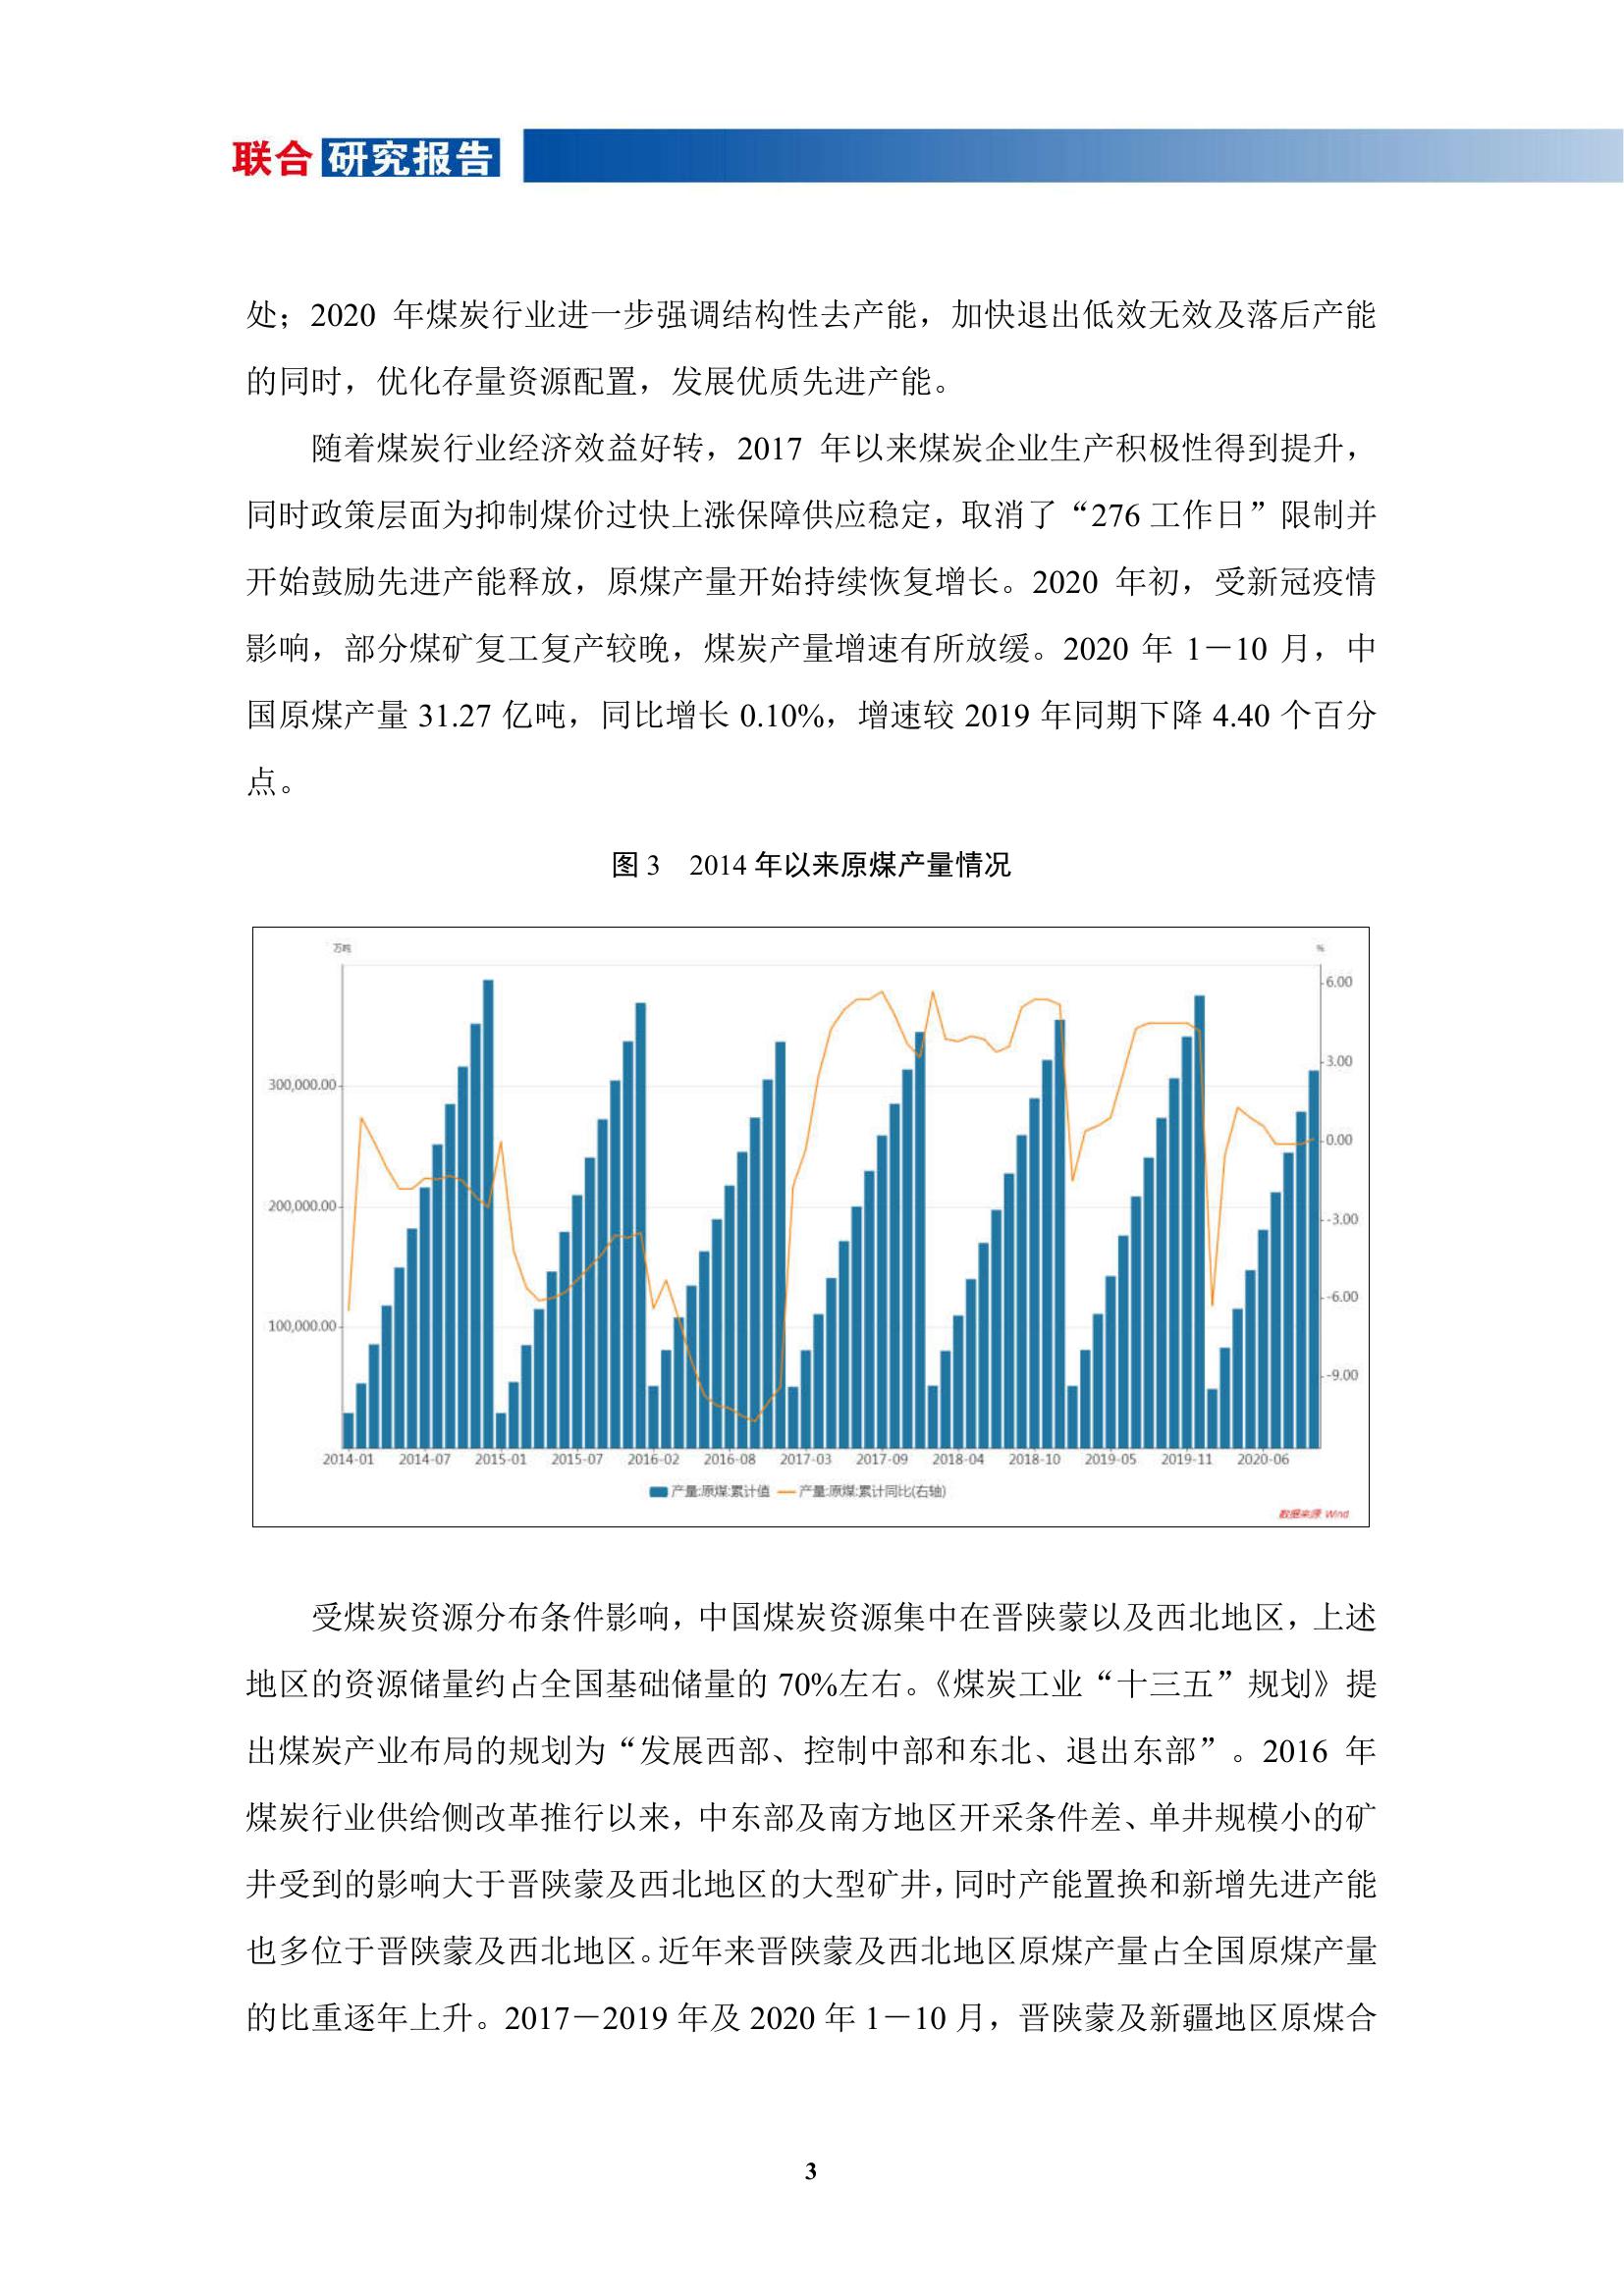 联合 研究报告
处；2020 年煤炭行业进一步强调结构性去产能，加快退出低效无效及落后产能
的同时，优化存量资源配置，发展优质先进产能。
随着煤炭行业经济效益好转，2017 年以来煤炭企业生产积极性得到提升，
同时政策层面为抑制煤价过快上涨保障供应稳定，取消了“276 工作日”限制并
开始鼓励先进产能释放，原煤产量开始持续恢复增长。2020 年初，受新冠疫情
影响，部分煤矿复工复产较晚，煤炭产量增速有所放缓。2020 年 1－10 月，中
国原煤产量 31.27 亿吨，同比增长 0.10%，增速较 2019 年同期下降 4.40 个百分
点。
图 3 2014 年以来原煤产量情况
万吨 %
6.00
3.00
300,000.00
0.00
200,000.00
-3.00
-6.00
100,000.00
-9.00
2014-01 2014-07 2015-01 2015-07 2016-02 2016-08 2017-03 2017-09 2018-04 2018-10 2019-05 2019-11 2020-06
产量:原煤:累计值 产量:原煤:累计同比(右轴)
数据来源: Wind
受煤炭资源分布条件影响，中国煤炭资源集中在晋陕蒙以及西北地区，上述
地区的资源储量约占全国基础储量的 70%左右。《煤炭工业“十三五”规划》提
出煤炭产业布局的规划为“发展西部、控制中部和东北、退出东部”。2016 年
煤炭行业供给侧改革推行以来，中东部及南方地区开采条件差、单井规模小的矿
井受到的影响大于晋陕蒙及西北地区的大型矿井，同时产能置换和新增先进产能
也多位于晋陕蒙及西北地区。近年来晋陕蒙及西北地区原煤产量占全国原煤产量
的比重逐年上升。2017－2019 年及 2020 年 1－10 月，晋陕蒙及新疆地区原煤合
3